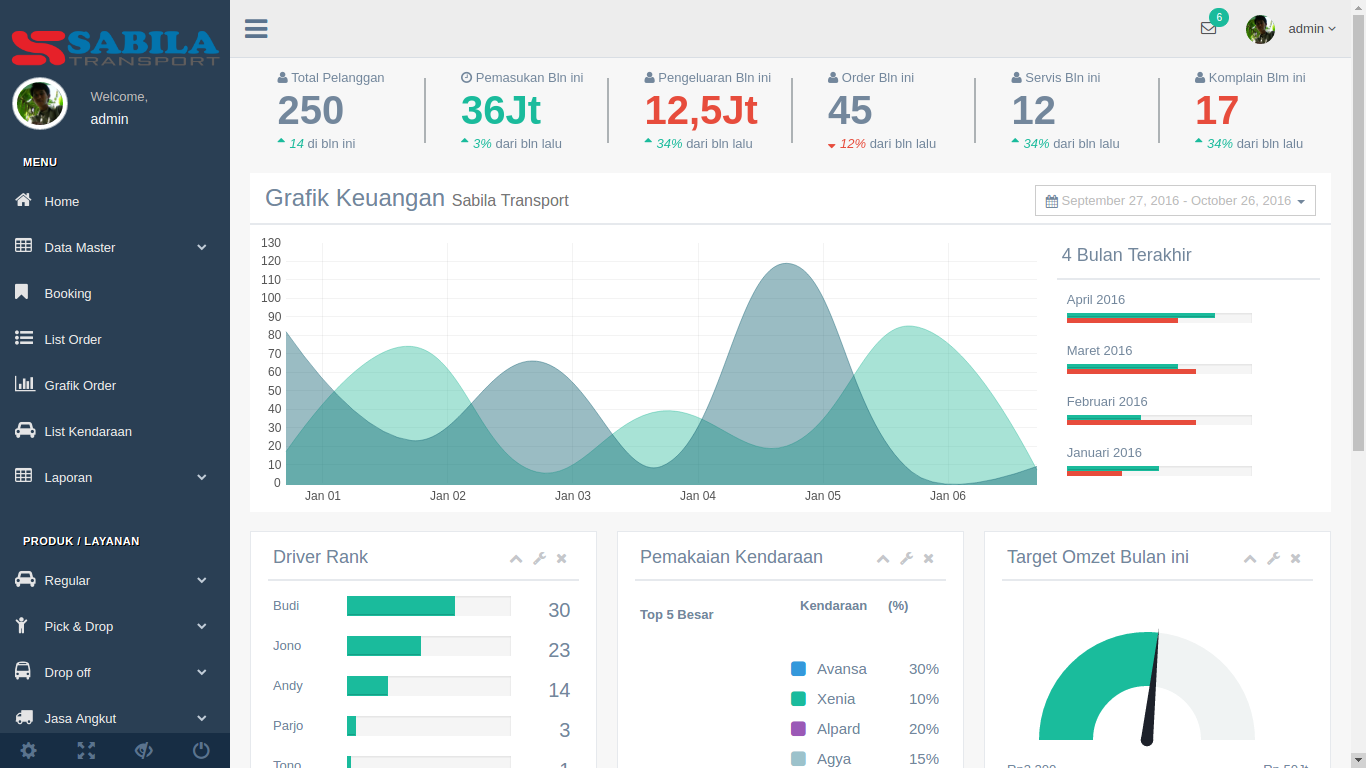 SABILA
TRANSPORT
Welcome,
admin
MENU
Home
Data Master
Booking
List Order
Grafik Order
List Kendaraan
Laporan
PRODUK / LAYANAN
Regular
Pick & Drop
Drop off
Jasa Angkut
6
admin
Total Pelanggan
250
14 di bln ini
Pemasukan Bln ini
36Jt
3% dari bln lalu
Pengeluaran Bln ini
12,5Jt
34% dari bln lalu
Order Bln ini
45
12% dari bln lalu
Servis Bln ini
12
34% dari bln lalu
Komplain Blm ini
17
34% dari bln lalu
Grafik Keuangan Sabila Transport
September 27, 2016 - October 26, 2016
130
120
110
100
90
80
70
60
50
40
30
20
10
0
Jan 01 Jan 02 Jan 03 Jan 04 Jan 05 Jan 06
4 Bulan Terakhir
April 2016
Maret 2016
Februari 2016
Januari 2016
Driver Rank
Budi 30
Jono 23
Andy 14
Parjo 3
Tono 1
Pemakaian Kendaraan
Top 5 Besar
Kendaraan (%)
Avansa 30%
Xenia 10%
Alpard 20%
Agya 15%
Target Omzet Bulan ini